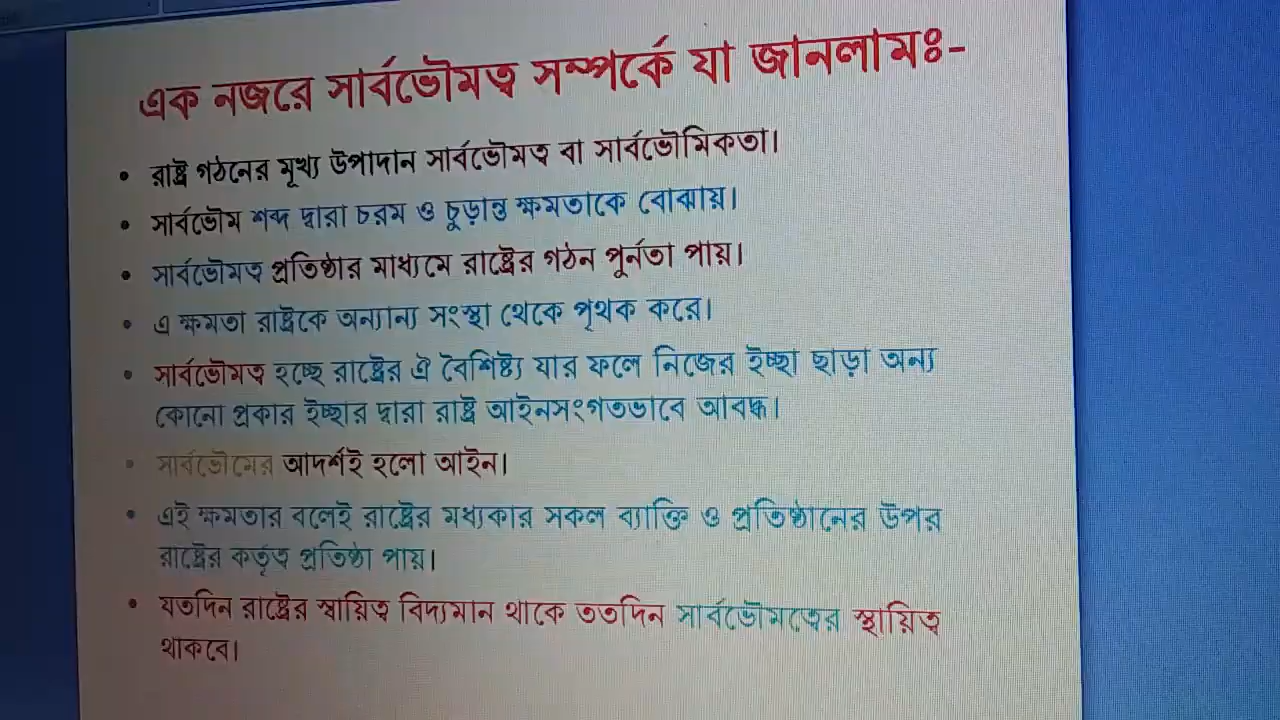 এক নজরে সার্বভৌমত্ব সম্পর্কে যা জানলামঃ-
• রাষ্ট্র গঠনের মূখ্য উপাদান সার্বভৌমত্ব বা সার্বভৌমিকতা।
• সার্বভৌম শব্দ দ্বারা চরম ও চুড়ান্ত ক্ষমতাকে বোঝায়।
• সার্বভৌমত্ব প্রতিষ্ঠার মাধ্যমে রাষ্ট্রের গঠন পূর্নতা পায়।
• এ ক্ষমতা রাষ্ট্রকে অন্যান্য সংস্থা থেকে পৃথক করে।
• সার্বভৌমত্ব হচ্ছে রাষ্ট্রের ঐ বৈশিষ্ট্য যার ফলে নিজের ইচ্ছা ছাড়া অন্য
কোনো প্রকার ইচ্ছার দ্বারা রাষ্ট্র আইনসংগতভাবে আবদ্ধ।
• সার্বভৌমের আদর্শই হলো আইন।
• এই ক্ষমতার বলেই রাষ্ট্রের মধ্যকার সকল ব্যাক্তি ও প্রতিষ্ঠানের উপর
রাষ্ট্রের কর্তৃত্ব প্রতিষ্ঠা পায়।
• যতদিন রাষ্ট্রের স্বায়িত্ব বিদ্যমান থাকে ততদিন সার্বভৌমত্বের স্থায়িত্ব
থাকবে।